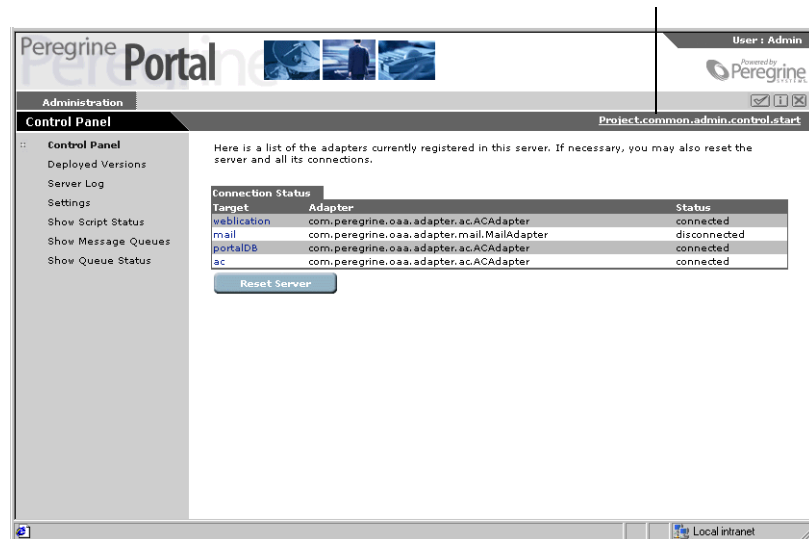 Peregrine Portal
User : Admin
Powered by
Peregrine
SYSTEMS
Administration
Control Panel
Project.common.admin.control.start
Control Panel
Deployed Versions
Server Log
Settings
Show Script Status
Show Message Queues
Show Queue Status
Here is a list of the adapters currently registered in this server. If necessary, you may also reset the
server and all its connections.
Connection Status
Target Adapter Status
weblication com.peregrine.oaa.adapter.ac.ACAdapter connected
mail com.peregrine.oaa.adapter.mail.MailAdapter disconnected
portalDB com.peregrine.oaa.adapter.ac.ACAdapter connected
ac com.peregrine.oaa.adapter.ac.ACAdapter connected
Reset Server
Local intranet